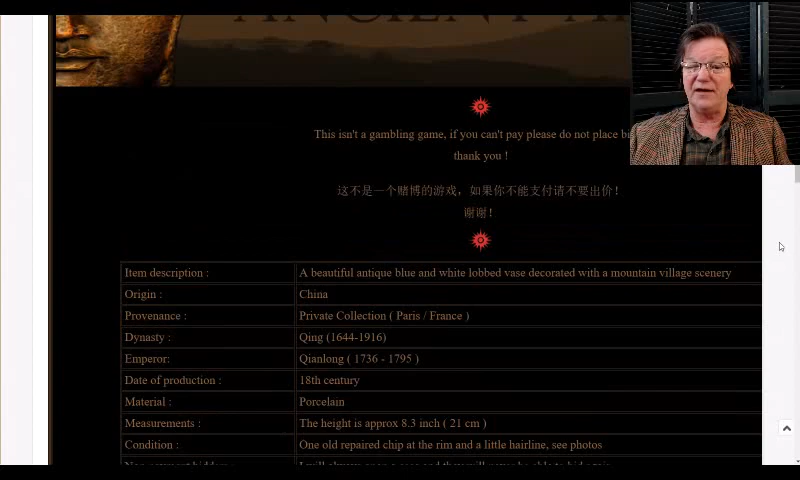 This isn't a gambling game, if you can't pay please do not place
thank you !
这不是一个赌博的游戏，如果你不能支付请不要出价！
谢谢！
Item description : A beautiful antique blue and white lobbed vase decorated with a mountain village scenery
Origin : China
Provenance : Private Collection ( Paris / France )
Dynasty : Qing (1644-1916)
Emperor: Qianlong ( 1736 - 1795 )
Date of production : 18th century
Material : Porcelain
Measurements : The height is approx 8.3 inch ( 21 cm )
Condition : One old repaired chip at the rim and a little hairline, see photos